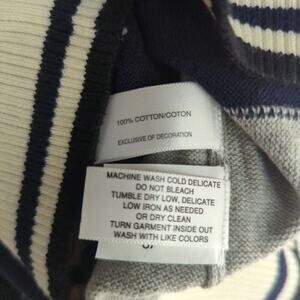 100% COTTON/COTON
EXCLUSIVE OF DECORATION
MACHINE WASH COLD DELICATE
DO NOT BLEACH
TUMBLE DRY LOW, DELICATE
LOW IRON AS NEEDED
OR DRY CLEAN
TURN GARMENT INSIDE OUT
WASH WITH LIKE COLORS